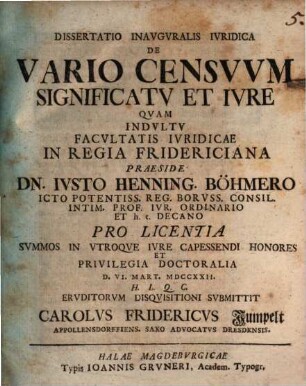 5.
DISSERTATIO INAVGVRALIS IVRIDICA
DE
VARIO CENSVVM
SIGNIFICATV ET IVRE
QVAM
INDVLTV
FACVLTATIS IVRIDICAE
IN REGIA FRIDERICIANA
PRAESIDE
DN. IVSTO HENNING. BÖHMERO
ICTO POTENTISS. REG. BORVSS. CONSIL.
INTIM. PROF. IVR. ORDINARIO
ET h. t. DECANO
PRO LICENTIA
SVMMOS IN VTROQVE IVRE CAPESSENDI HONORES
ET
PRIVILEGIA DOCTORALIA
D. VI. MART. MDCCXXII.
H. L. Q. C.
ERVDITORVM DISQVISITIONI SVBMITTIT
CAROLVS FRIDERICVS Jumpelt
APPOLLENSDORFFIENS. SAXO ADVOCATVS DRESDENSIS.
HALAE MAGDEBVRGICAE
Typis IOANNIS GRVNERI, Academ. Typogr.